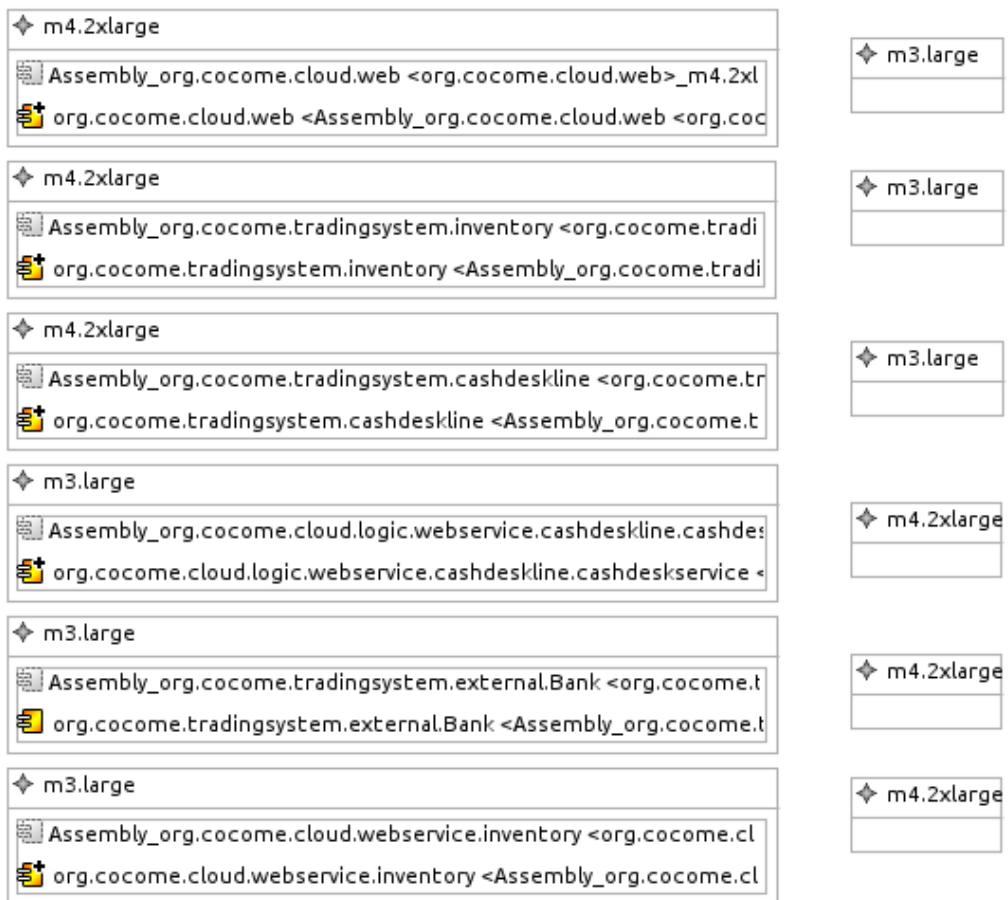 m4.2xlarge
Assembly_org.cocome.cloud.web <org.cocome.cloud.web>_m4.2xl
org.cocome.cloud.web <Assembly_org.cocome.cloud.web <org.coc
m4.2xlarge
Assembly_org.cocome.tradingsystem.inventory <org.cocome.tradi
org.cocome.tradingsystem.inventory <Assembly_org.cocome.tradi
m4.2xlarge
Assembly_org.cocome.tradingsystem.cashdeskline <org.cocome.tr
org.cocome.tradingsystem.cashdeskline <Assembly_org.cocome.t
m3.large
Assembly_org.cocome.cloud.logic.webservice.cashdeskline.cashdes
org.cocome.cloud.logic.webservice.cashdeskline.cashdeskservice <
m3.large
Assembly_org.cocome.tradingsystem.external.Bank <org.cocome.t
org.cocome.tradingsystem.external.Bank <Assembly_org.cocome.t
m3.large
Assembly_org.cocome.cloud.webservice.inventory <org.cocome.cl
org.cocome.cloud.webservice.inventory <Assembly_org.cocome.cl
m3.large
m3.large
m3.large
m4.2xlarge
m4.2xlarge
m4.2xlarge